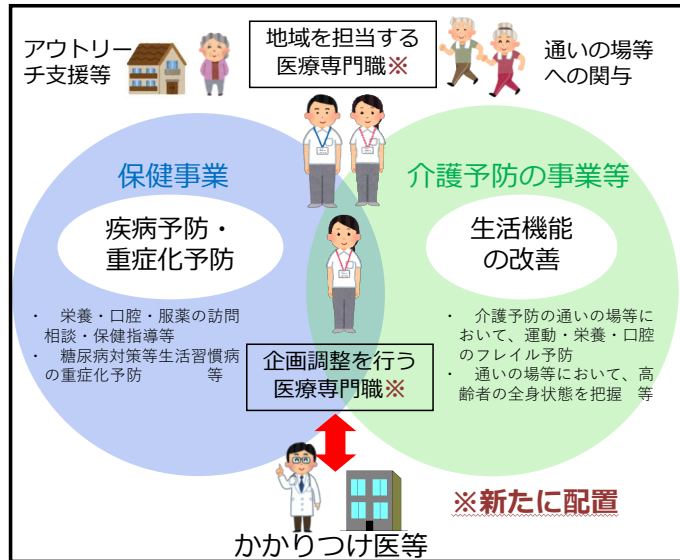 アウトリー
チ支援等
地域を担当する
医療専門職※
通いの場等
への関与
保健事業
疾病予防・
重症化予防
・　栄養・口腔・服薬の訪問
相談・保健指導等
・　糖尿病対策等生活習慣病
の重症化予防　　　　等
介護予防の事業等
生活機能
の改善
・　介護予防の通いの場等に
おいて、運動・栄養・口腔
のフレイル予防
・　通いの場等において、高
齢者の全身状態を把握　等
企画調整を行う
医療専門職※
かかりつけ医等
※新たに配置